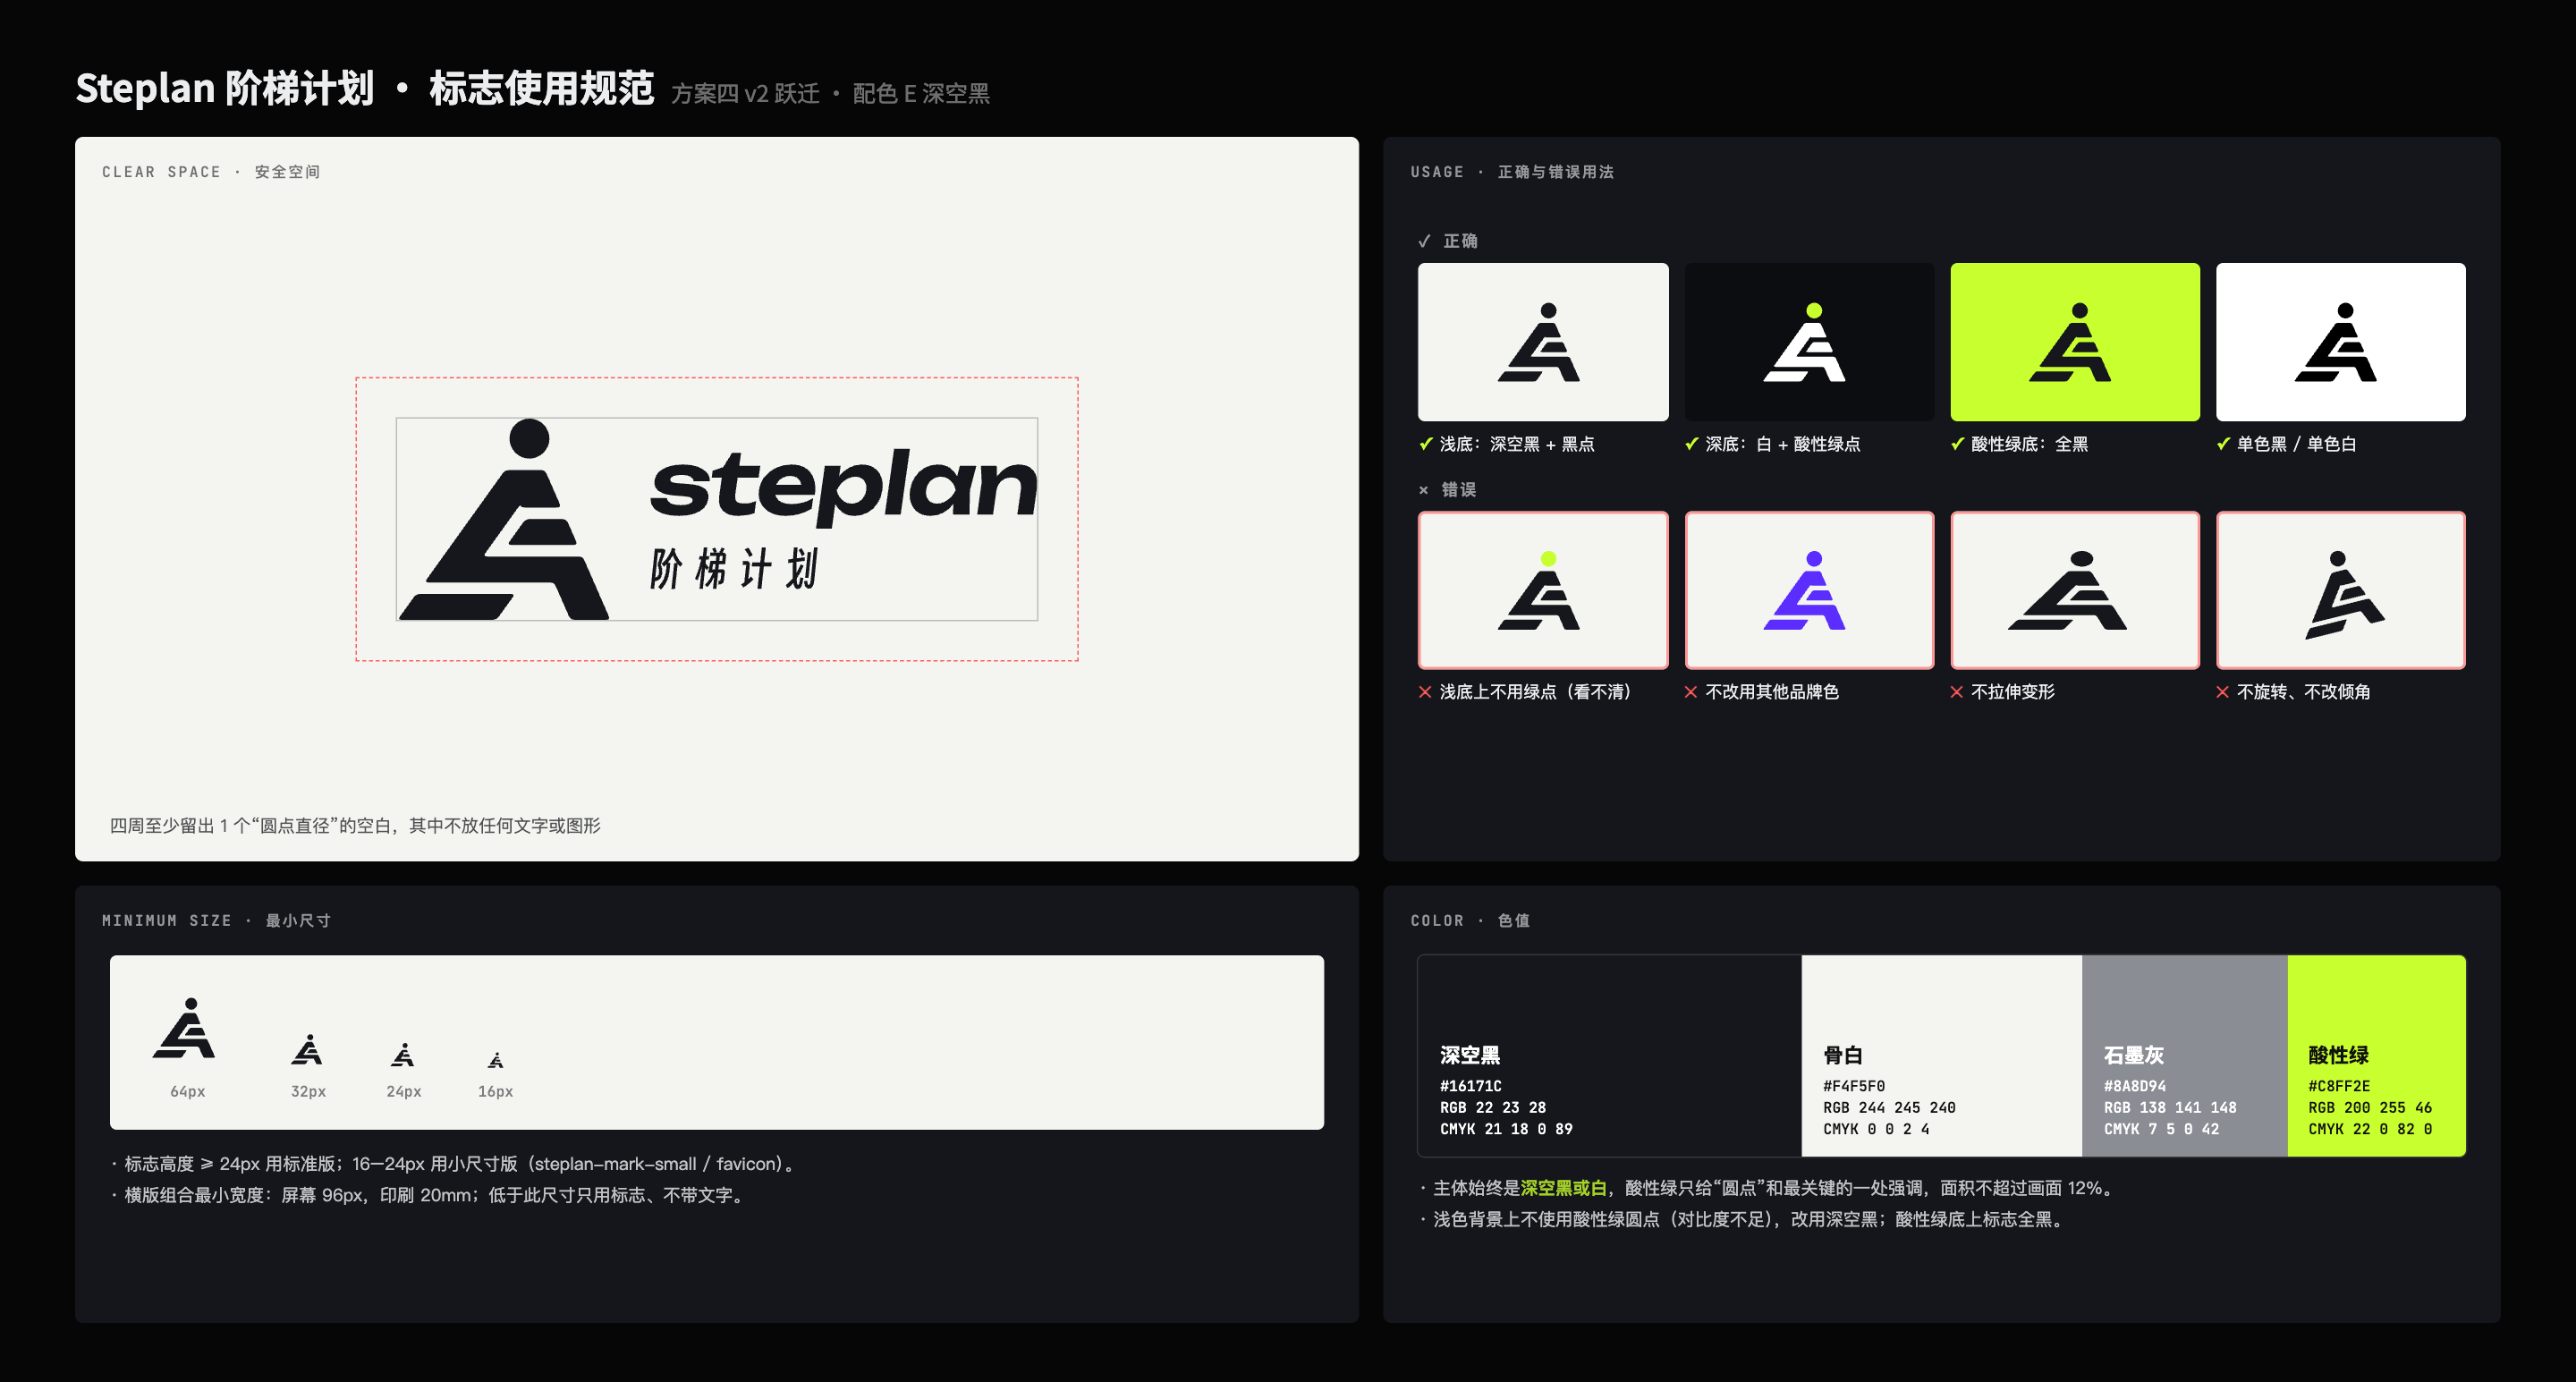 Steplan 阶梯计划 · 标志使用规范 方案四 v2 跃迁 · 配色 E 深空黑
CLEAR SPACE · 安全空间
steplan
阶梯计划
四周至少留出 1 个“圆点直径”的空白，其中不放任何文字或图形
USAGE · 正确与错误用法
✓ 正确
✓ 浅底：深空黑 + 黑点
✓ 深底：白 + 酸性绿点
✓ 酸性绿底：全黑
✓ 单色黑 / 单色白
× 错误
× 浅底上不用绿点（看不清）
× 不改用其他品牌色
× 不拉伸变形
× 不旋转、不改倾角
MINIMUM SIZE · 最小尺寸
64px
32px
24px
16px
· 标志高度 ≥ 24px 用标准版；16–24px 用小尺寸版（steplan-mark-small / favicon）。
· 横版组合最小宽度：屏幕 96px，印刷 20mm；低于此尺寸只用标志、不带文字。
COLOR · 色值
深空黑
#16171C
RGB 22 23 28
CMYK 21 18 0 89
骨白
#F4F5F0
RGB 244 245 240
CMYK 0 0 2 4
石墨灰
#8A8D94
RGB 138 141 148
CMYK 7 5 0 42
酸性绿
#C8FF2E
RGB 200 255 46
CMYK 22 0 82 0
· 主体始终是深空黑或白，酸性绿只给“圆点”和最关键的一处强调，面积不超过画面 12%。
· 浅色背景上不使用酸性绿圆点（对比度不足），改用深空黑；酸性绿底上标志全黑。